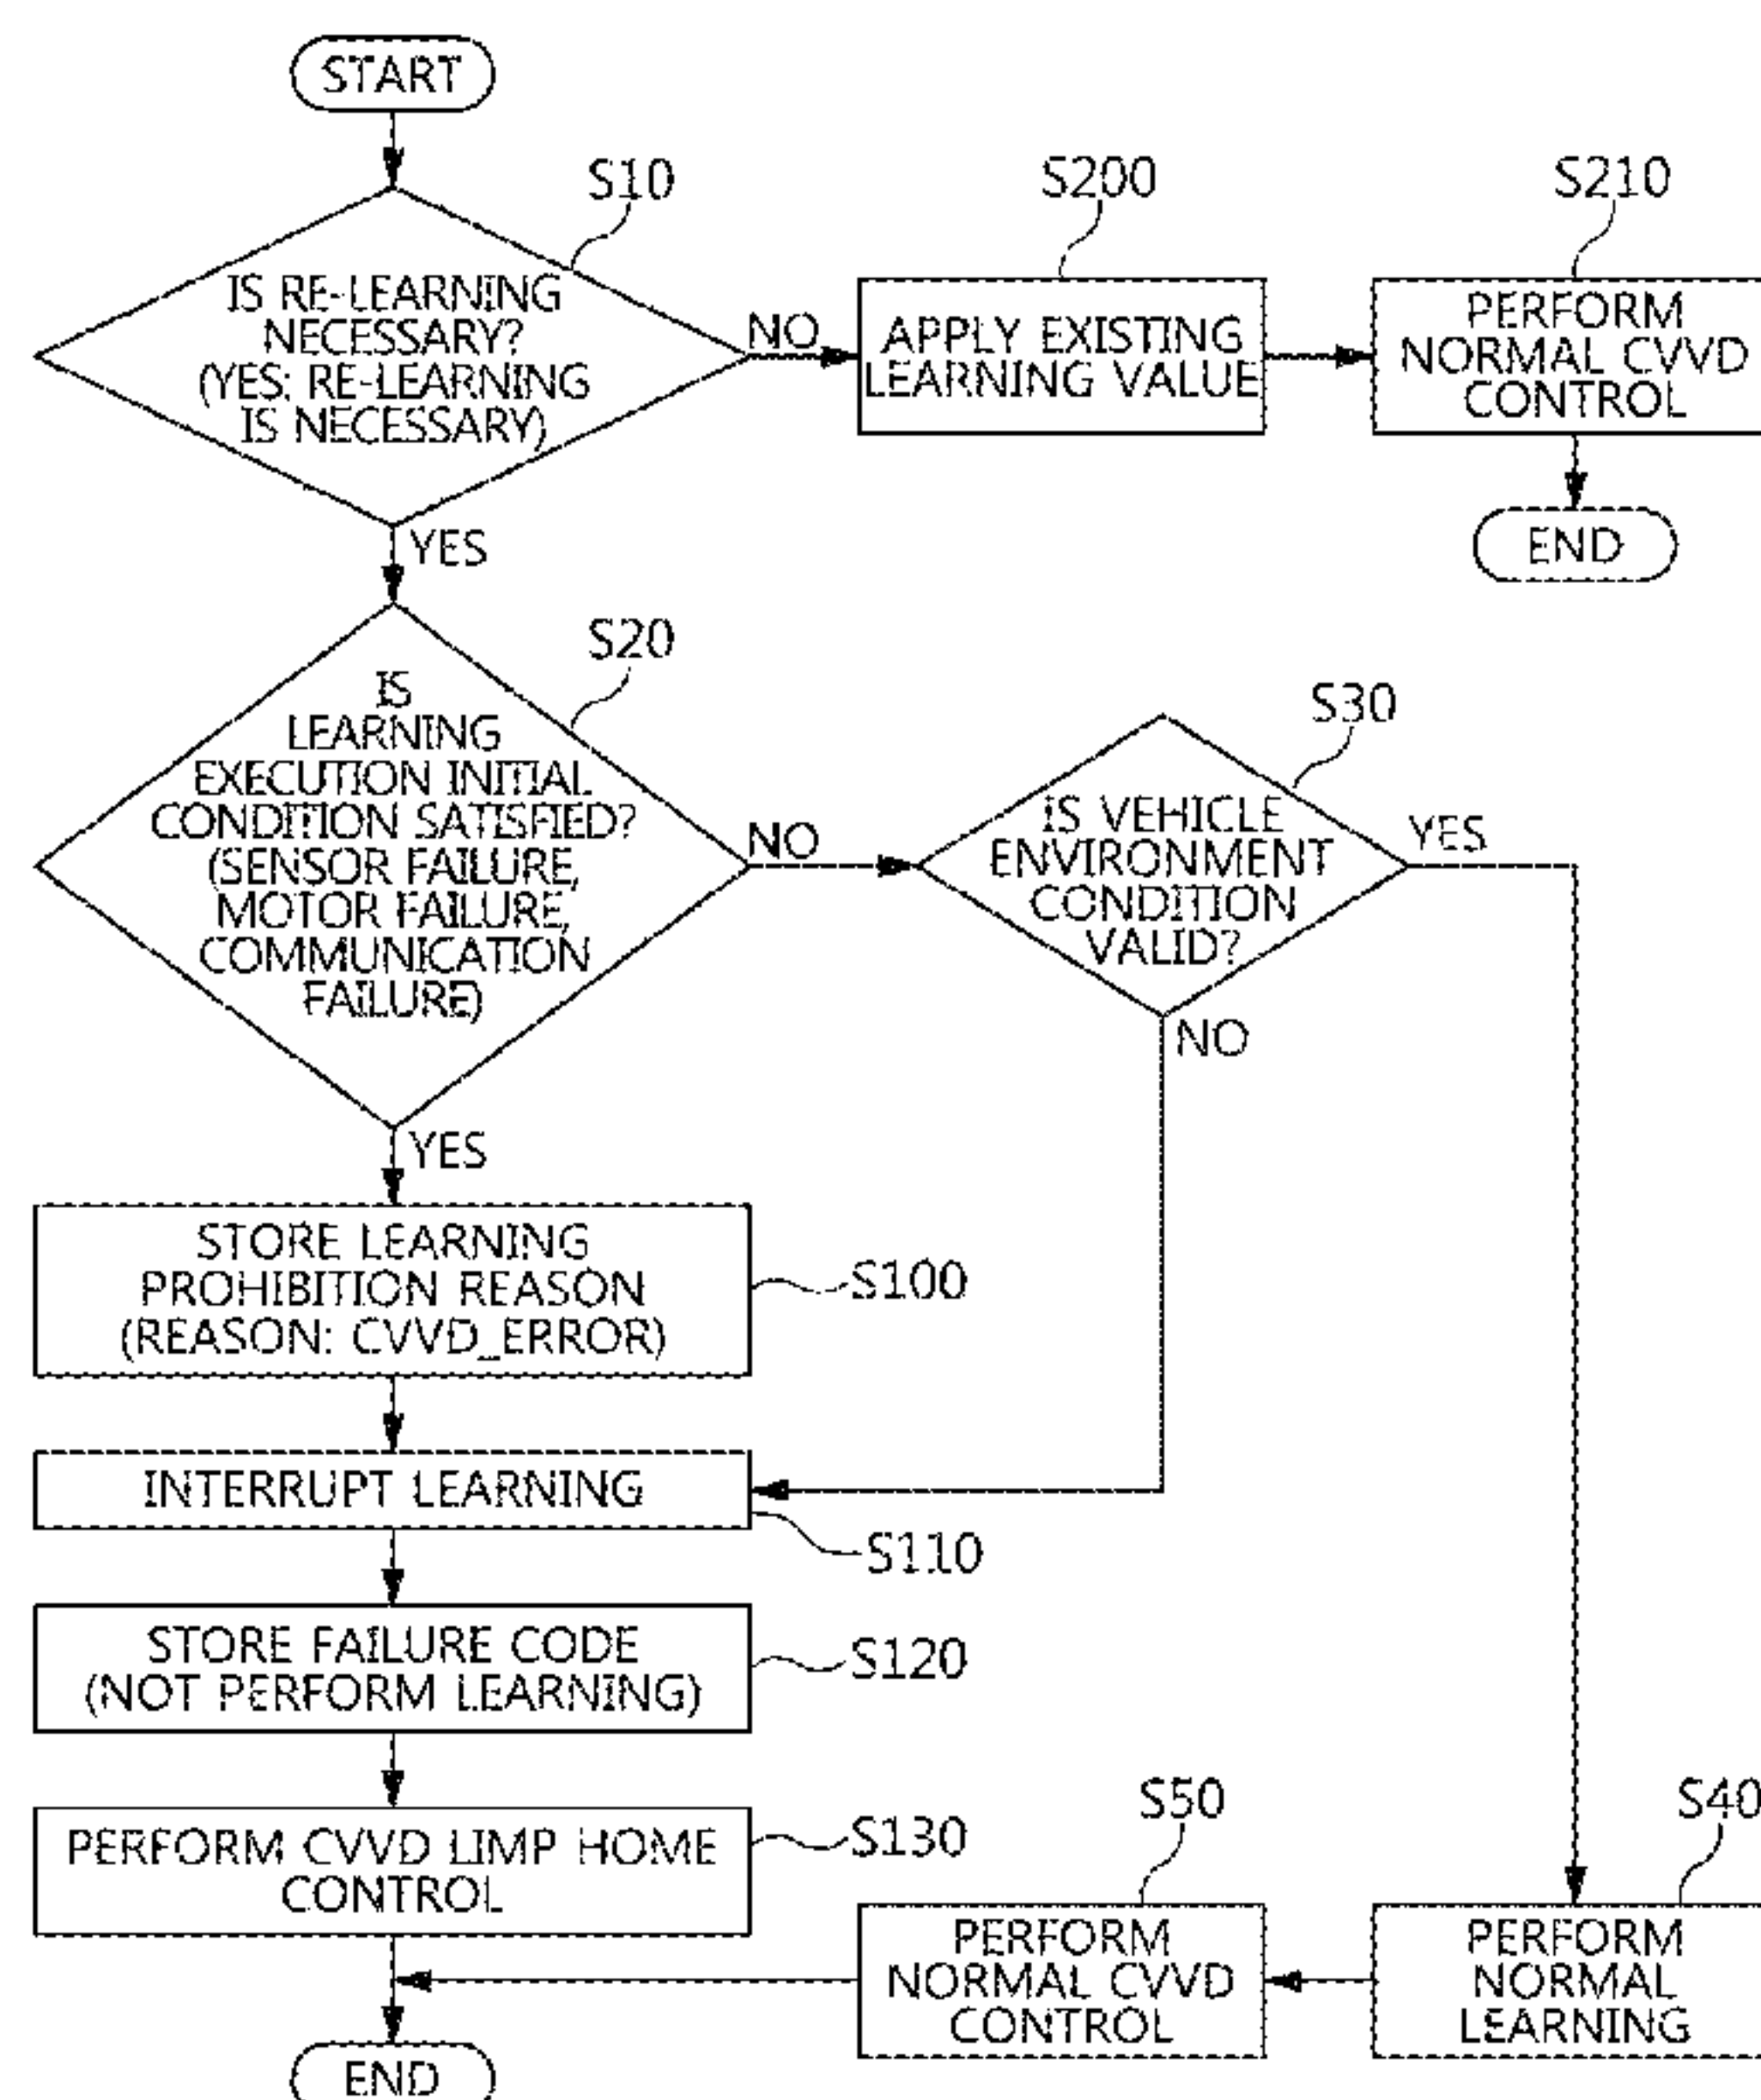 START
S10
IS RE-LEARNING
NECESSARY?
(YES: RE-LEARNING
IS NECESSARY)
NO
YES
S200
APPLY EXISTING
LEARNING VALUE
S210
PERFORM
NORMAL CVVD
CONTROL
END
S20
IS
LEARNING
EXECUTION INITIAL
CONDITION SATISFIED?
(SENSOR FAILURE,
MOTOR FAILURE,
COMMUNICATION
FAILURE)
NO
YES
S30
IS VEHICLE
ENVIRONMENT
CONDITION
VALID?
YES
NO
STORE LEARNING
PROHIBITION REASON
(REASON: CVVD_ERROR)
S100
INTERRUPT LEARNING
S110
STORE FAILURE CODE
(NOT PERFORM LEARNING)
S120
PERFORM CVVD LIMP HOME
CONTROL
S130
S50
PERFORM
NORMAL CVVD
CONTROL
S40
PERFORM
NORMAL
LEARNING
END